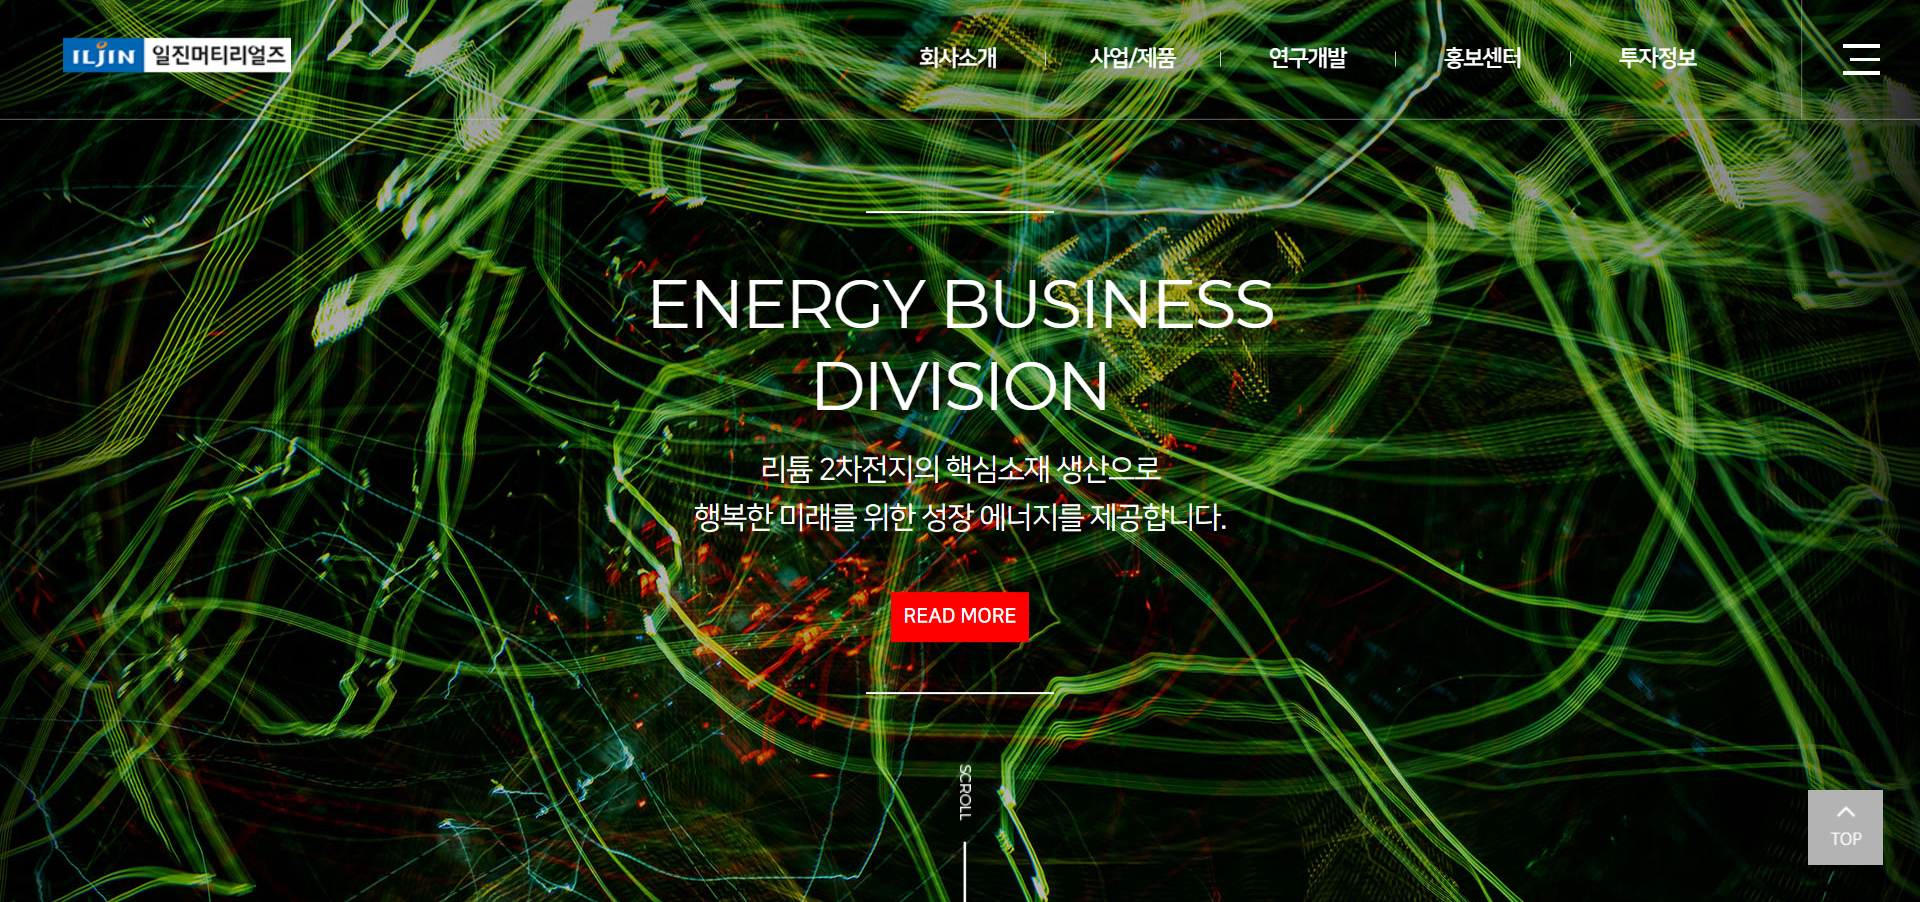 ILJIN 일진머티리얼즈
회사소개 사업/제품 연구개발 홍보센터 투자정보
ENERGY BUSINESS
DIVISION
리튬 2차전지의 핵심소재 생산으로
행복한 미래를 위한 성장 에너지를 제공합니다.
READ MORE
SCROLL
TOP